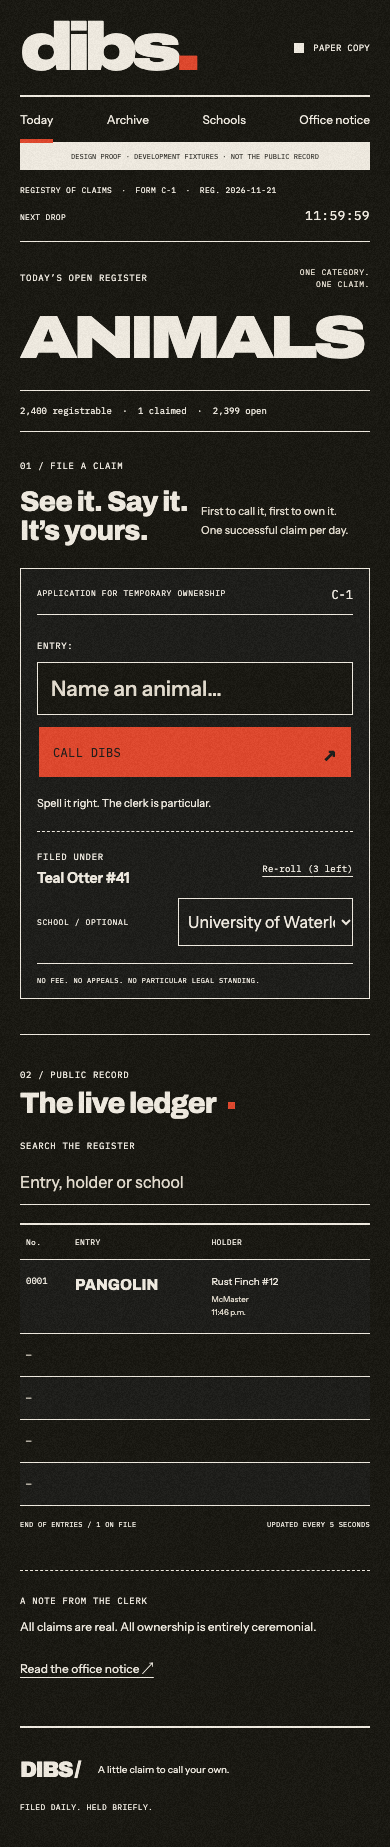 dibs.
PAPER COPY
Today Archive Schools Office notice
DESIGN PROOF · DEVELOPMENT FIXTURES · NOT THE PUBLIC RECORD
REGISTRY OF CLAIMS · FORM C-1 · REG. 2026-11-21
NEXT DROP 11:59:59
TODAY'S OPEN REGISTER
ONE CATEGORY.
ONE CLAIM.
ANIMALS
2,400 registrable · 1 claimed · 2,399 open
01 / FILE A CLAIM
See it. Say it.
It's yours.
First to call it, first to own it.
One successful claim per day.
APPLICATION FOR TEMPORARY OWNERSHIP C-1
ENTRY:
Name an animal...
CALL DIBS ↗
Spell it right. The clerk is particular.
FILED UNDER
Teal Otter #41
Re-roll (3 left)
SCHOOL / OPTIONAL University of Waterl
NO FEE. NO APPEALS. NO PARTICULAR LEGAL STANDING.
02 / PUBLIC RECORD
The live ledger
SEARCH THE REGISTER
Entry, holder or school
No. ENTRY HOLDER
0001 PANGOLIN Rust Finch #12
McMaster
11:46 p.m.
—
—
—
—
END OF ENTRIES / 1 ON FILE UPDATED EVERY 5 SECONDS
A NOTE FROM THE CLERK
All claims are real. All ownership is entirely ceremonial.
Read the office notice ↗
DIBS/ A little claim to call your own.
FILED DAILY. HELD BRIEFLY.